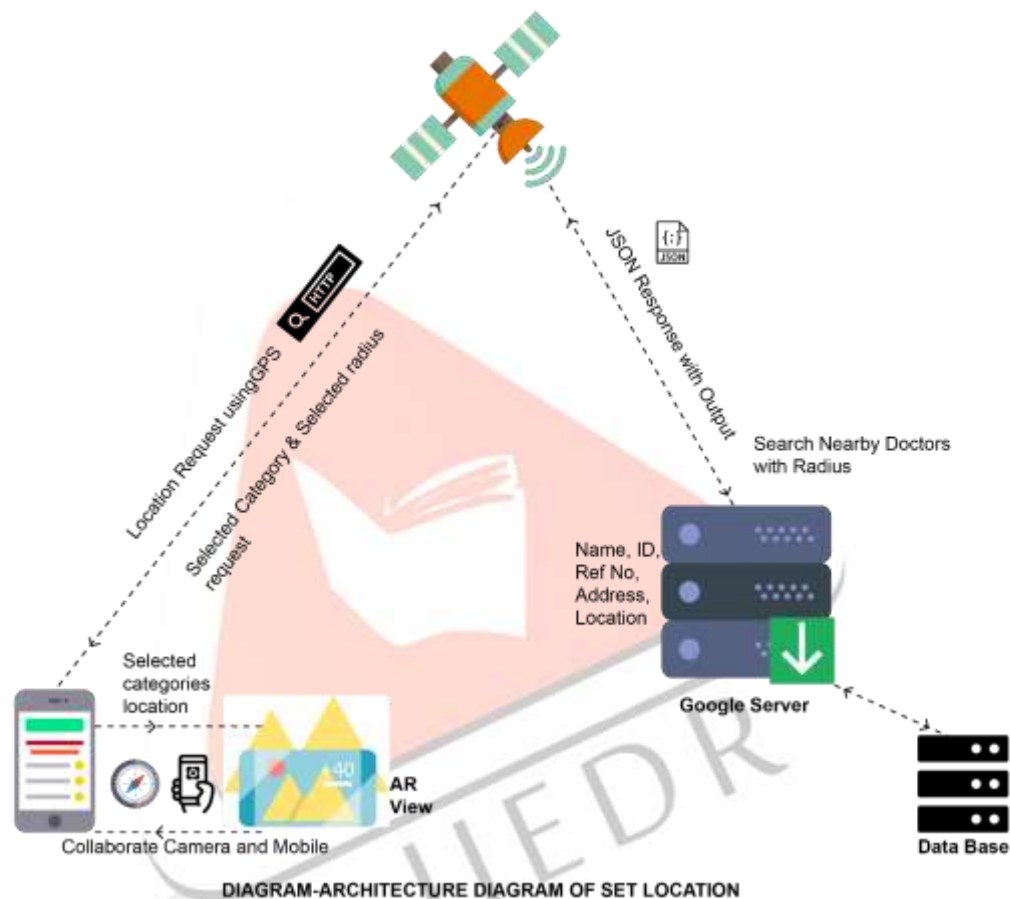 HTTP
{;}
JSON
JSON Response with Output
Location Request usingGPS
Selected Category & Selected radius
request
Search Nearby Doctors
with Radius
Name, ID,
Ref No,
Address,
Location
Google Server
Selected
categories
location
40
AR
View
Collaborate Camera and Mobile
Data Base
DIAGRAM-ARCHITECTURE DIAGRAM OF SET LOCATION